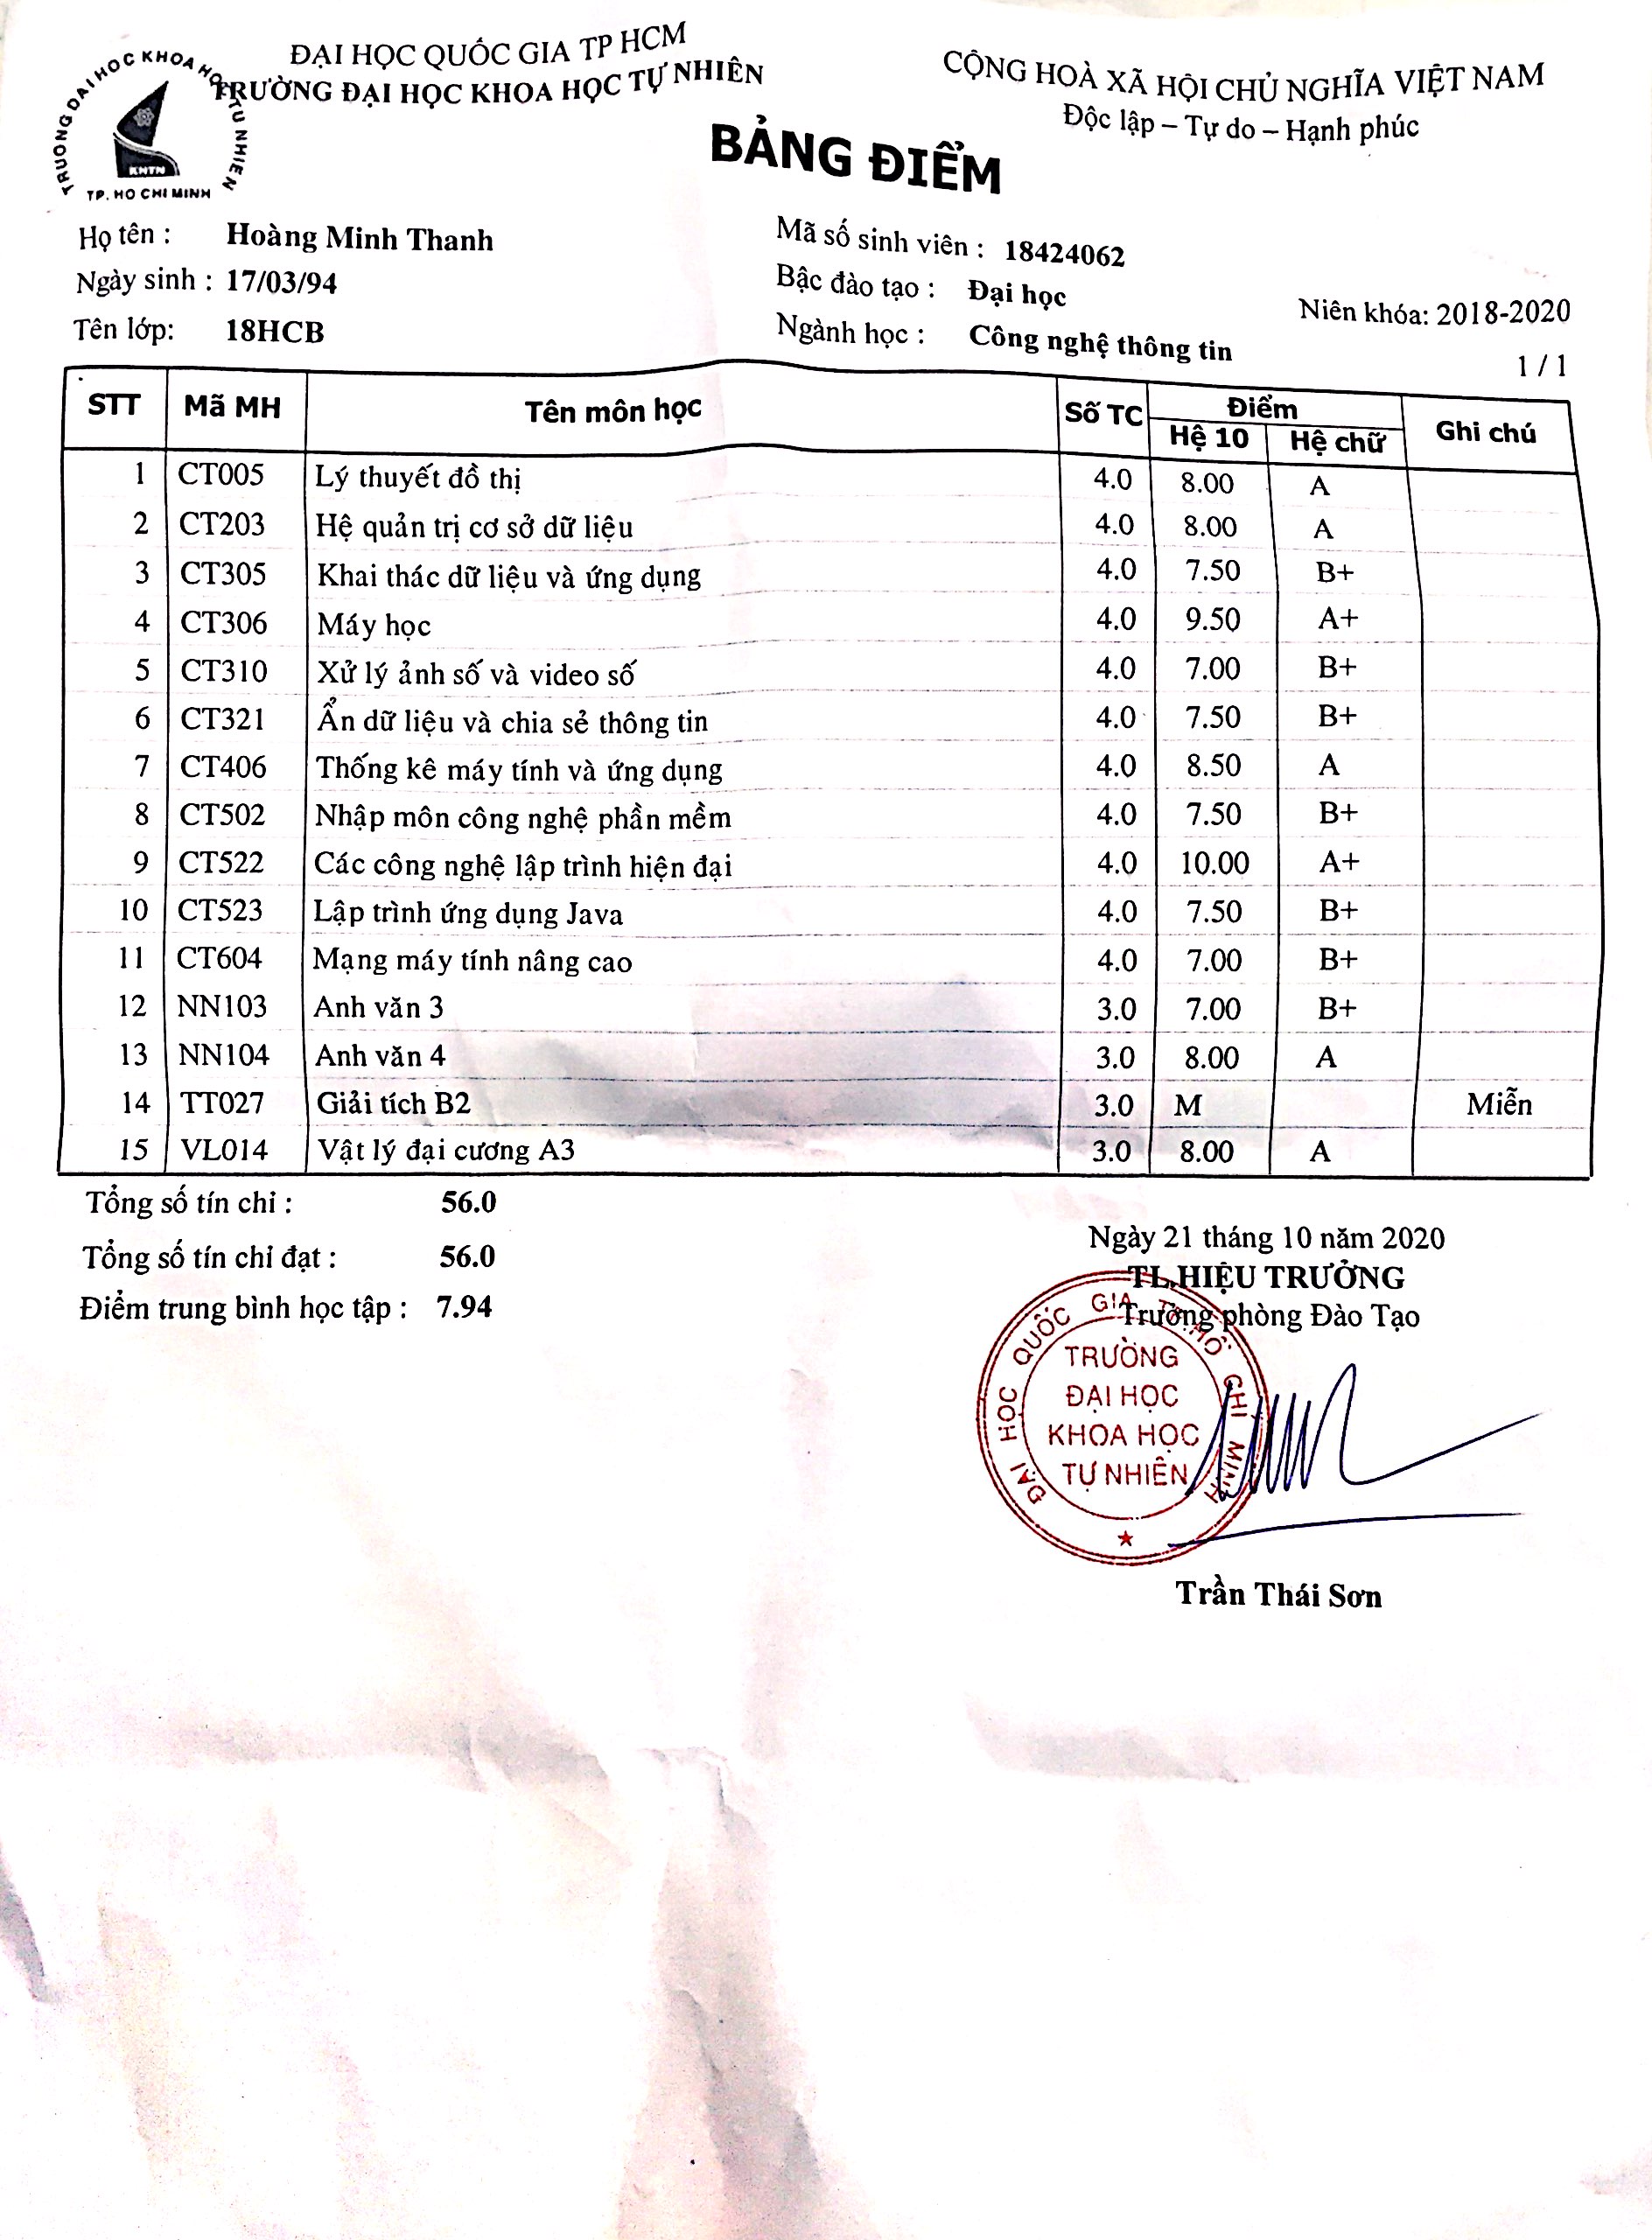 TRUONG DAI HOC KHOA HOC TU NHIEN
KHTN
TP. HO CHI MINH
ĐẠI HỌC QUỐC GIA TP HCM
TRƯỜNG ĐẠI HỌC KHOA HỌC TỰ NHIÊN
CỘNG HOÀ XÃ HỘI CHỦ NGHĨA VIỆT NAM
Độc lập – Tự do – Hạnh phúc
BẢNG ĐIỂM
Họ tên : Hoàng Minh Thanh Mã số sinh viên : 18424062
Ngày sinh : 17/03/94 Bậc đào tạo : Đại học Niên khóa: 2018-2020
Tên lớp: 18HCB Ngành học : Công nghệ thông tin 1 / 1
STT Mã MH Tên môn học Số TC Điểm Ghi chú
Hệ 10 Hệ chữ
1 CT005 Lý thuyết đồ thị 4.0 8.00 A
2 CT203 Hệ quản trị cơ sở dữ liệu 4.0 8.00 A
3 CT305 Khai thác dữ liệu và ứng dụng 4.0 7.50 B+
4 CT306 Máy học 4.0 9.50 A+
5 CT310 Xử lý ảnh số và video số 4.0 7.00 B+
6 CT321 Ẩn dữ liệu và chia sẻ thông tin 4.0 7.50 B+
7 CT406 Thống kê máy tính và ứng dụng 4.0 8.50 A
8 CT502 Nhập môn công nghệ phần mềm 4.0 7.50 B+
9 CT522 Các công nghệ lập trình hiện đại 4.0 10.00 A+
10 CT523 Lập trình ứng dụng Java 4.0 7.50 B+
11 CT604 Mạng máy tính nâng cao 4.0 7.00 B+
12 NN103 Anh văn 3 3.0 7.00 B+
13 NN104 Anh văn 4 3.0 8.00 A
14 TT027 Giải tích B2 3.0 M Miễn
15 VL014 Vật lý đại cương A3 3.0 8.00 A
Tổng số tín chỉ : 56.0
Tổng số tín chỉ đạt : 56.0
Điểm trung bình học tập : 7.94
Ngày 21 tháng 10 năm 2020
TL.HIỆU TRƯỞNG
Trưởng phòng Đào Tạo
ĐẠI HỌC QUỐC GIA TP.HỒ CHÍ MINH
TRƯỜNG
ĐẠI HỌC
KHOA HỌC
TỰ NHIÊN
Trần Thái Sơn